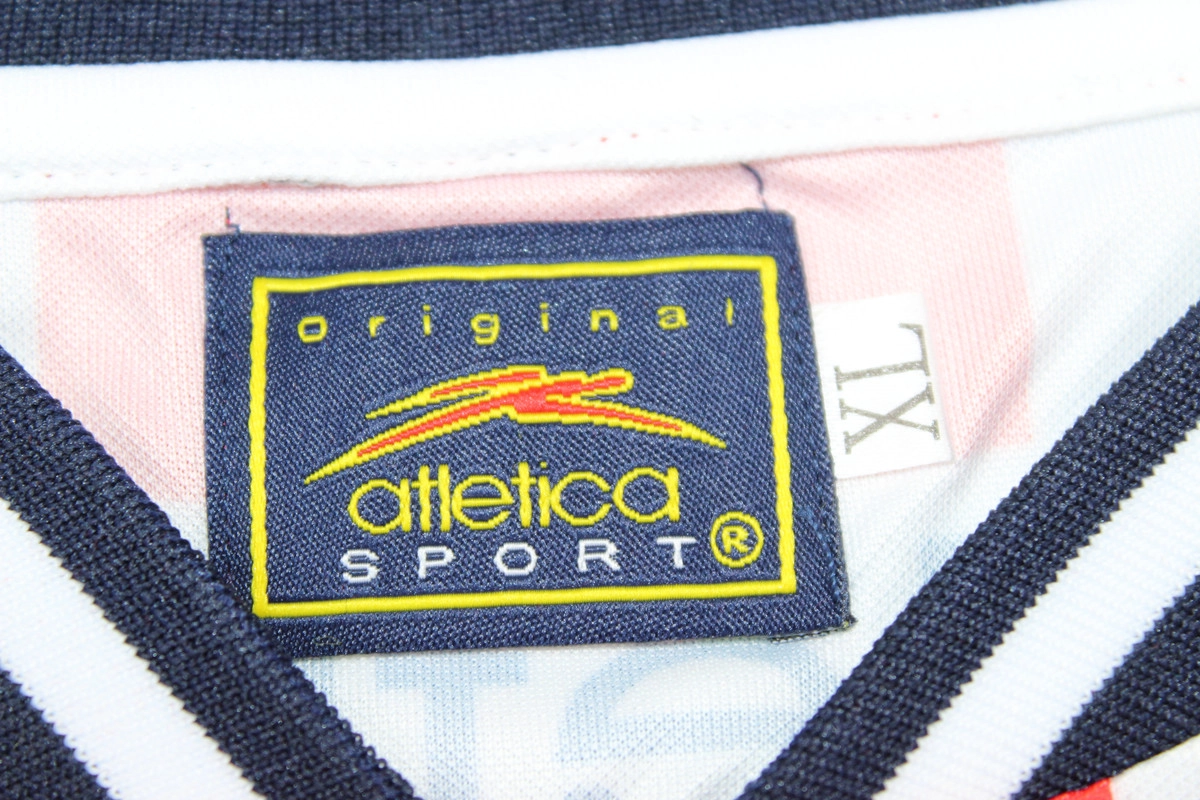 original
atletica
SPORT®
XL